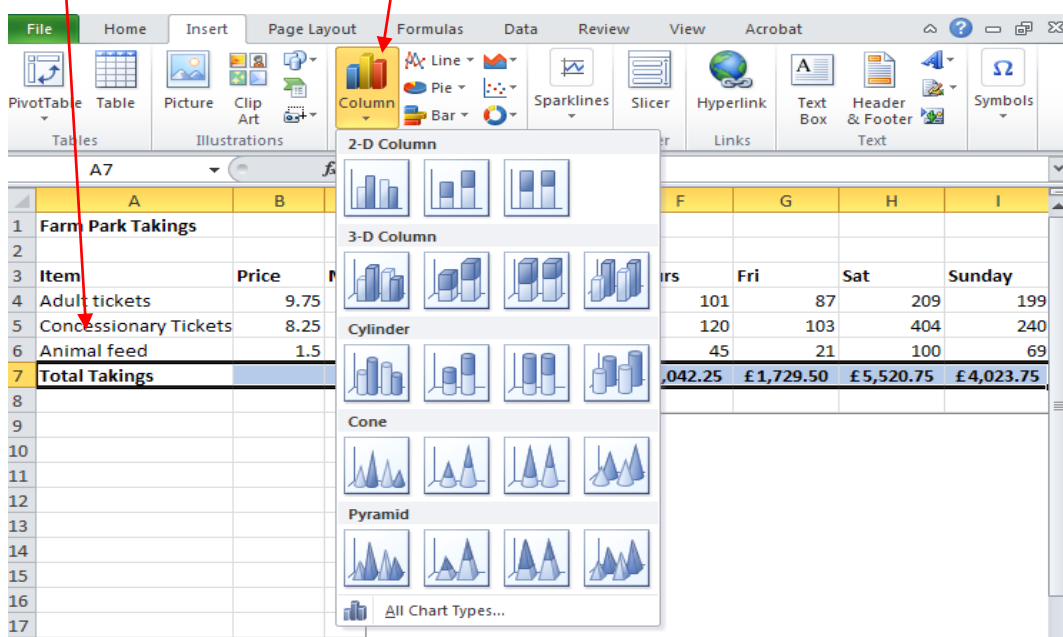 File Home Insert Page Layout Formulas Data Review View Acrobat
PivotTable Table Picture Clip Art Column Line Pie Bar Sparklines Slicer Hyperlink Text Box Header & Footer Symbols
Tables Illustrations Links Text
A7
2-D Column
3-D Column
Cylinder
Cone
Pyramid
All Chart Types...
A B F G H I
1 Farm Park Takings
2
3 Item Price Fri Sat Sunday
4 Adult tickets 9.75 101 87 209 199
5 Concessionary Tickets 8.25 120 103 404 240
6 Animal feed 1.5 45 21 100 69
7 Total Takings ,042.25 £1,729.50 £5,520.75 £4,023.75
8
9
10
11
12
13
14
15
16
17